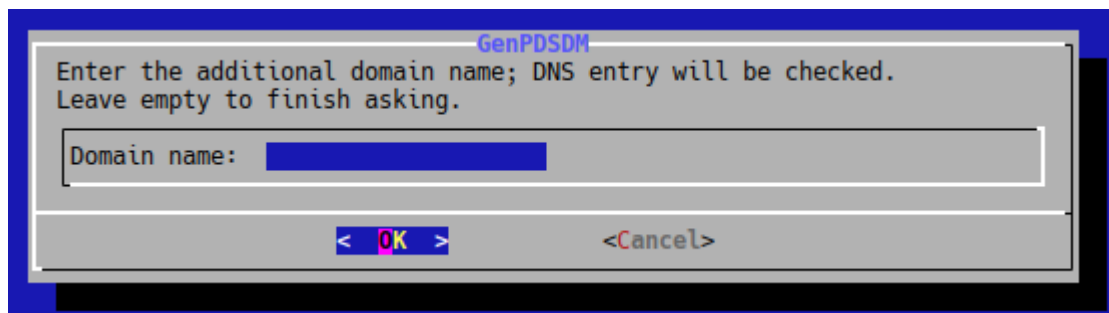 GenPDSDM
Enter the additional domain name; DNS entry will be checked.
Leave empty to finish asking.
Domain name:
< OK > <Cancel>